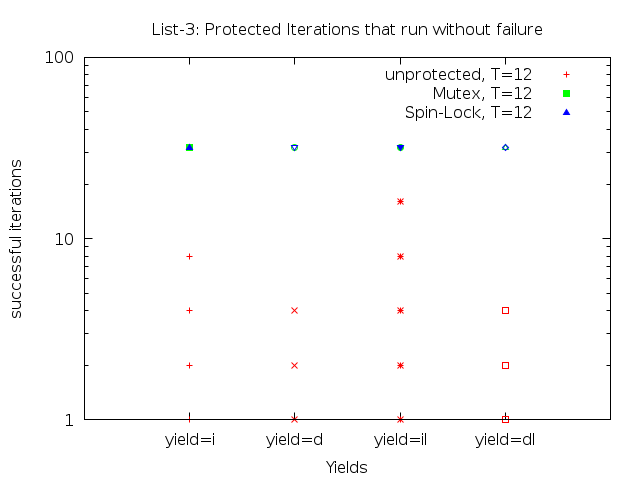 List-3: Protected Iterations that run without failure
100
unprotected, T=12
Mutex, T=12
Spin-Lock, T=12
successful iterations
10
1
yield=i yield=d yield=il yield=dl
Yields